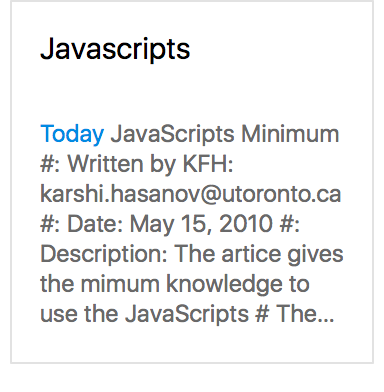 Javascripts
Today JavaScripts Minimum
#: Written by KFH:
karshi.hasanov@utoronto.ca
#: Date: May 15, 2010 #:
Description: The artice gives
the mimum knowledge to
use the JavaScripts # The...